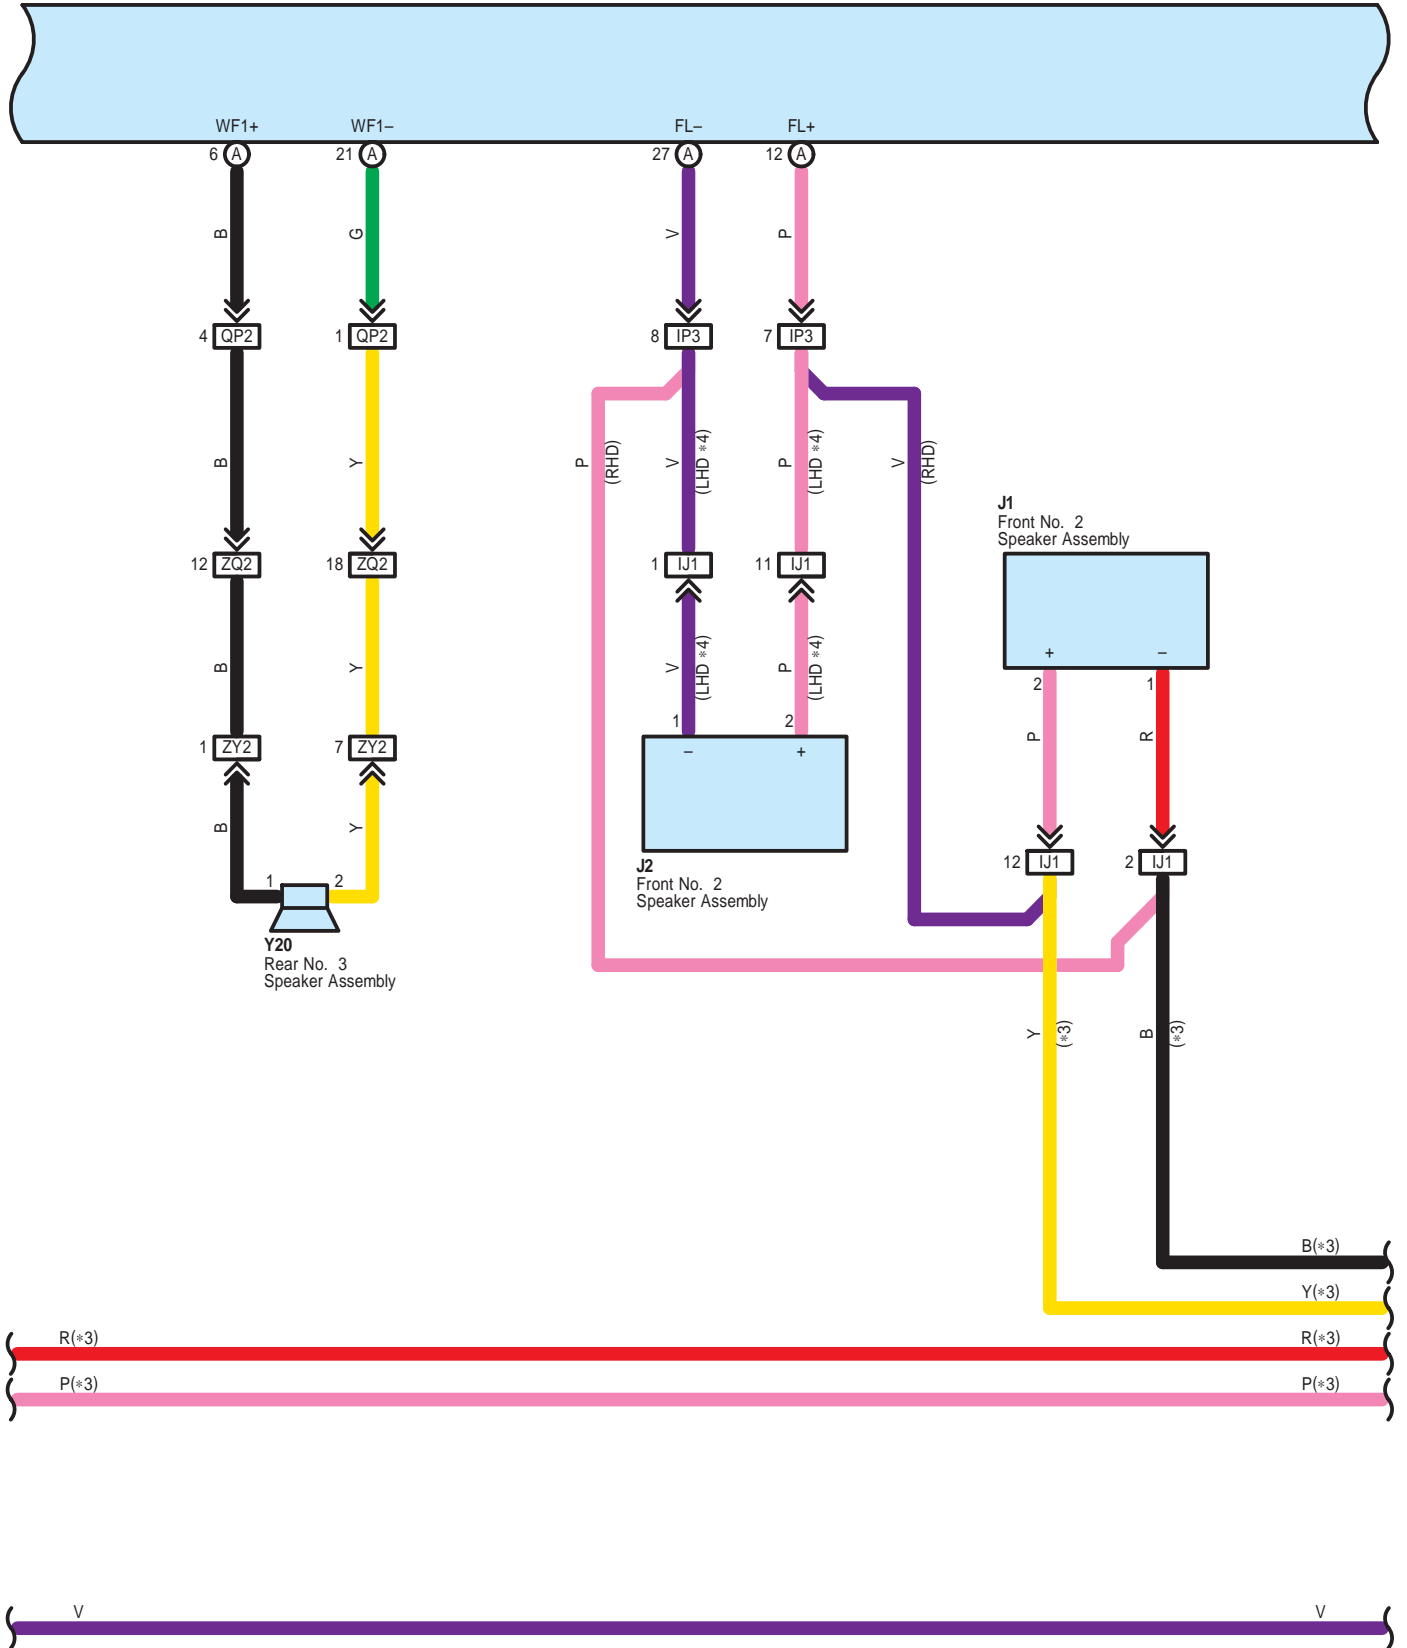 WF1+ WF1– FL– FL+
6 A 21 A 27 A 12 A
B G V P
4 QP2 1 QP2 8 IP3 7 IP3
B Y P (RHD) V (LHD *4) P (LHD *4) V (RHD)
J1
Front No. 2
Speaker Assembly
12 ZQ2 18 ZQ2 1 IJ1 11 IJ1
+ –
B Y V (LHD *4) P (LHD *4)
2 1
1 2
P R
1 ZY2 7 ZY2
– +
B Y
12 IJ1 2 IJ1
J2
Front No. 2
Speaker Assembly
1 2
Y20
Rear No. 3
Speaker Assembly
Y (*3) B (*3)
B(*3)
Y(*3)
R(*3) R(*3)
P(*3) P(*3)
V V